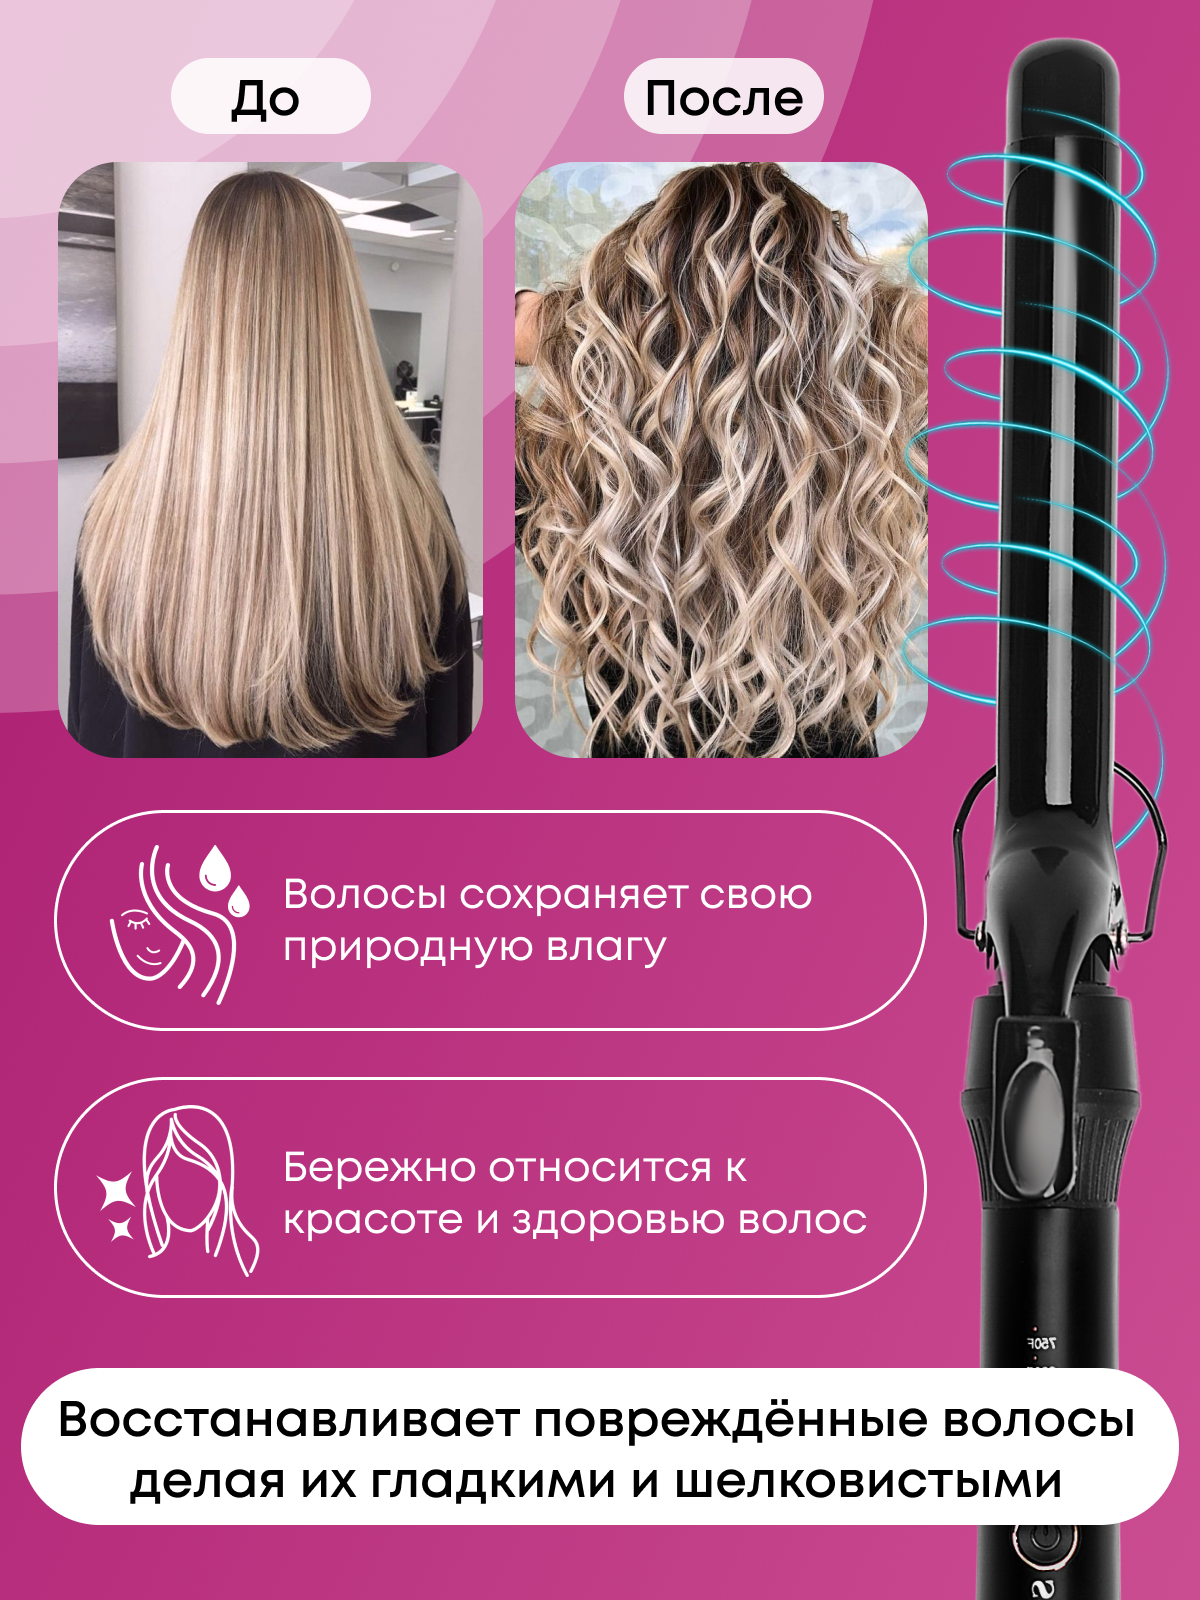 До
После
Волосы сохраняет свою
природную влагу
Бережно относится к
красоте и здоровью волос
750F
Восстанавливает повреждённые волосы
делая их гладкими и шелковистыми